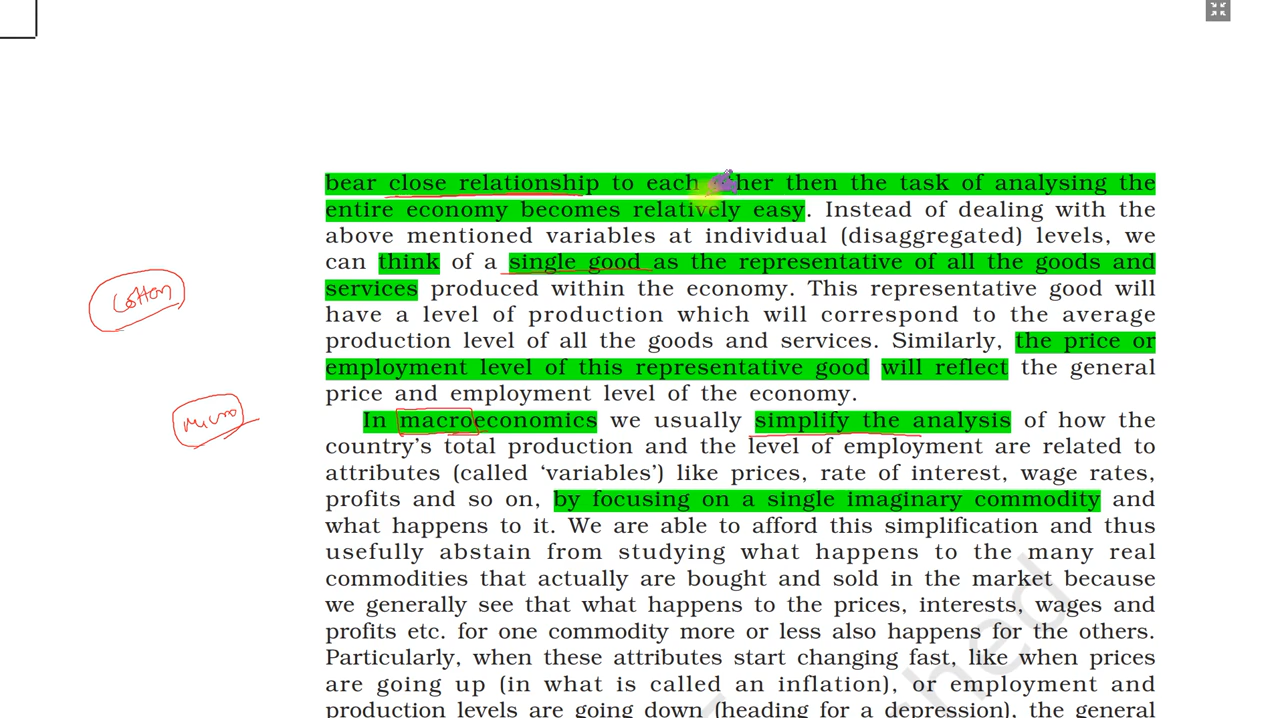 bear close relationship to each other then the task of analysing the
entire economy becomes relatively easy. Instead of dealing with the
above mentioned variables at individual (disaggregated) levels, we
can think of a single good as the representative of all the goods and
services produced within the economy. This representative good will
Cotton
have a level of production which will correspond to the average
production level of all the goods and services. Similarly, the price or
employment level of this representative good will reflect the general
price and employment level of the economy.
In macroeconomics we usually simplify the analysis of how the
micro
country’s total production and the level of employment are related to
attributes (called ‘variables’) like prices, rate of interest, wage rates,
profits and so on, by focusing on a single imaginary commodity and
what happens to it. We are able to afford this simplification and thus
usefully abstain from studying what happens to the many real
commodities that actually are bought and sold in the market because
we generally see that what happens to the prices, interests, wages and
profits etc. for one commodity more or less also happens for the others.
Particularly, when these attributes start changing fast, like when prices
are going up (in what is called an inflation), or employment and
production levels are going down (heading for a depression), the general